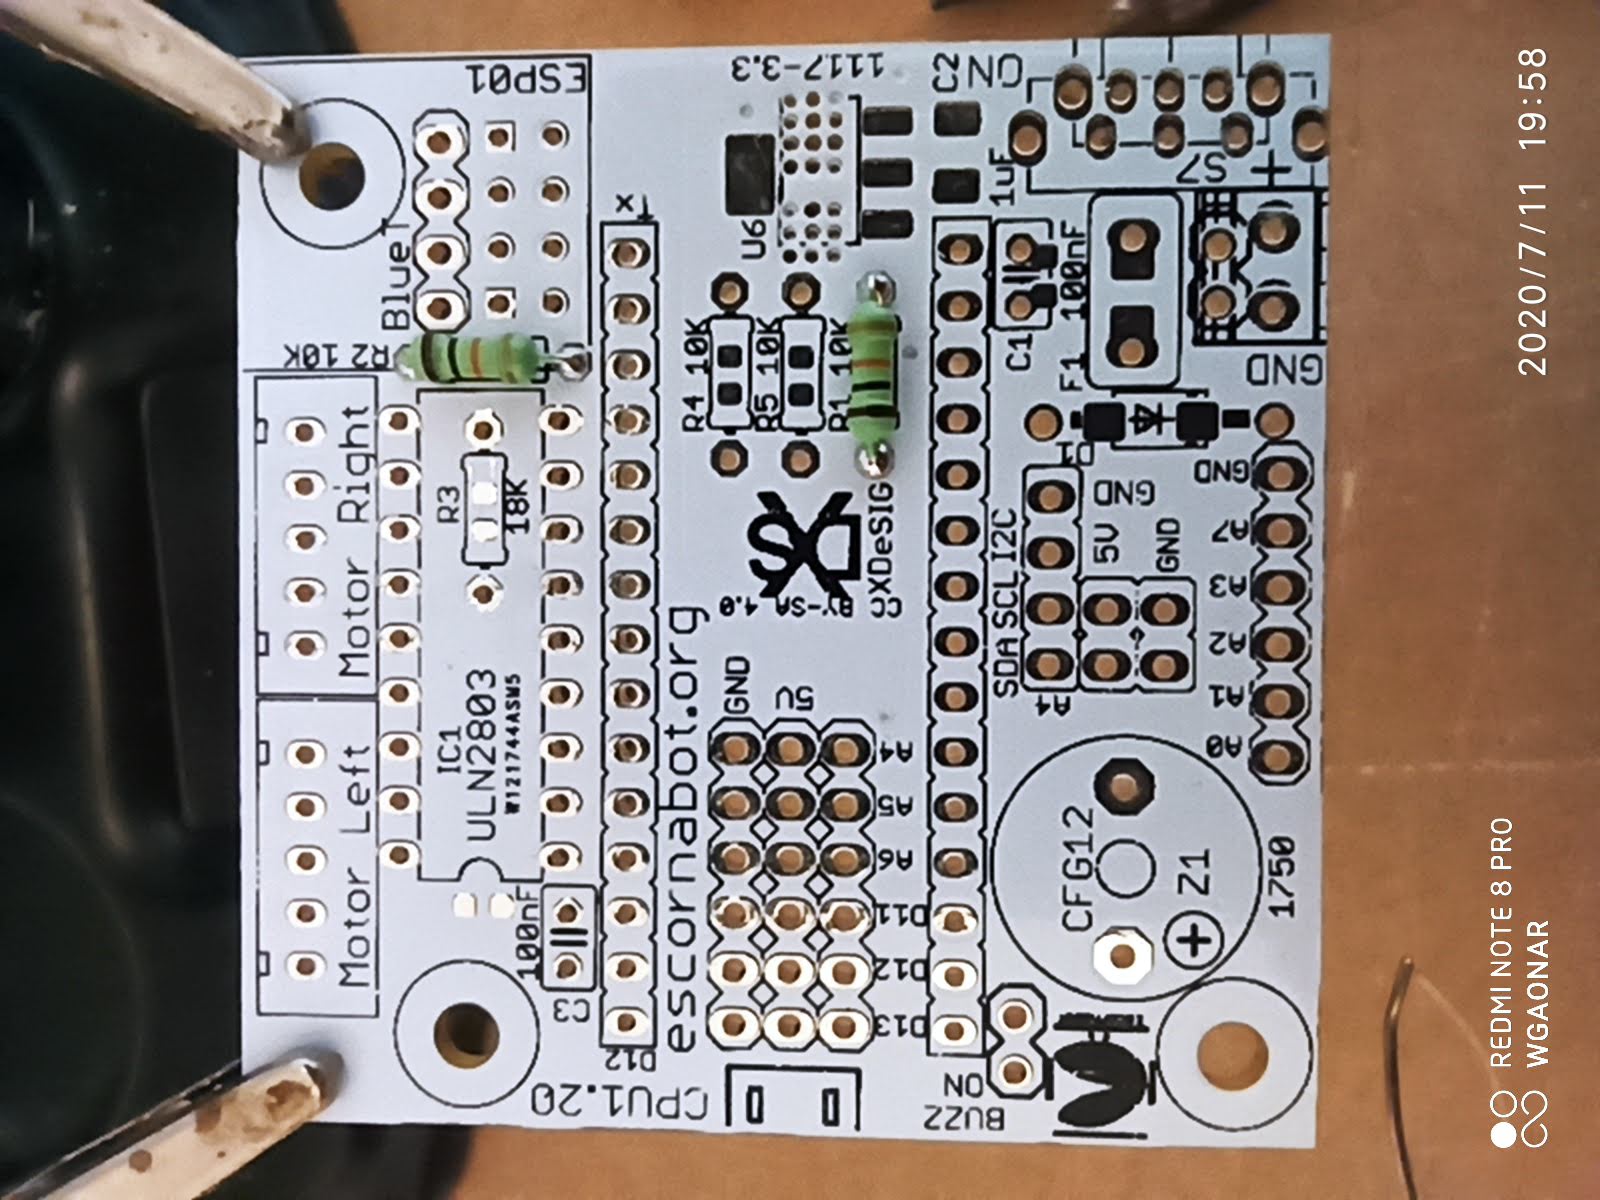 Motor Left
Motor Right
R2 10K
BlueT
IC1
ULN2803
W121744ASM5
R3
18K
100nF
C3
ESP01
CPU1.20
D12
tx
escornabot.org
GND
5V
D13
D12
D11
A6
A5
A4
CC BY-SA 4.0
XDeSIG
R4 10K
R5 10K
R1 10K
U6
1117-3.3
BUZZ
ON
SDA SCL I2C
A4
C1
100nF
1uF
C2
ON
CFG12
+
Z1
1750
5V
GND
GND
D1
F1
A0
A1
A2
A3
A7
GND
GND
S7
+
-
REDMI NOTE 8 PRO
WGAONAR
2020/7/11 19:58